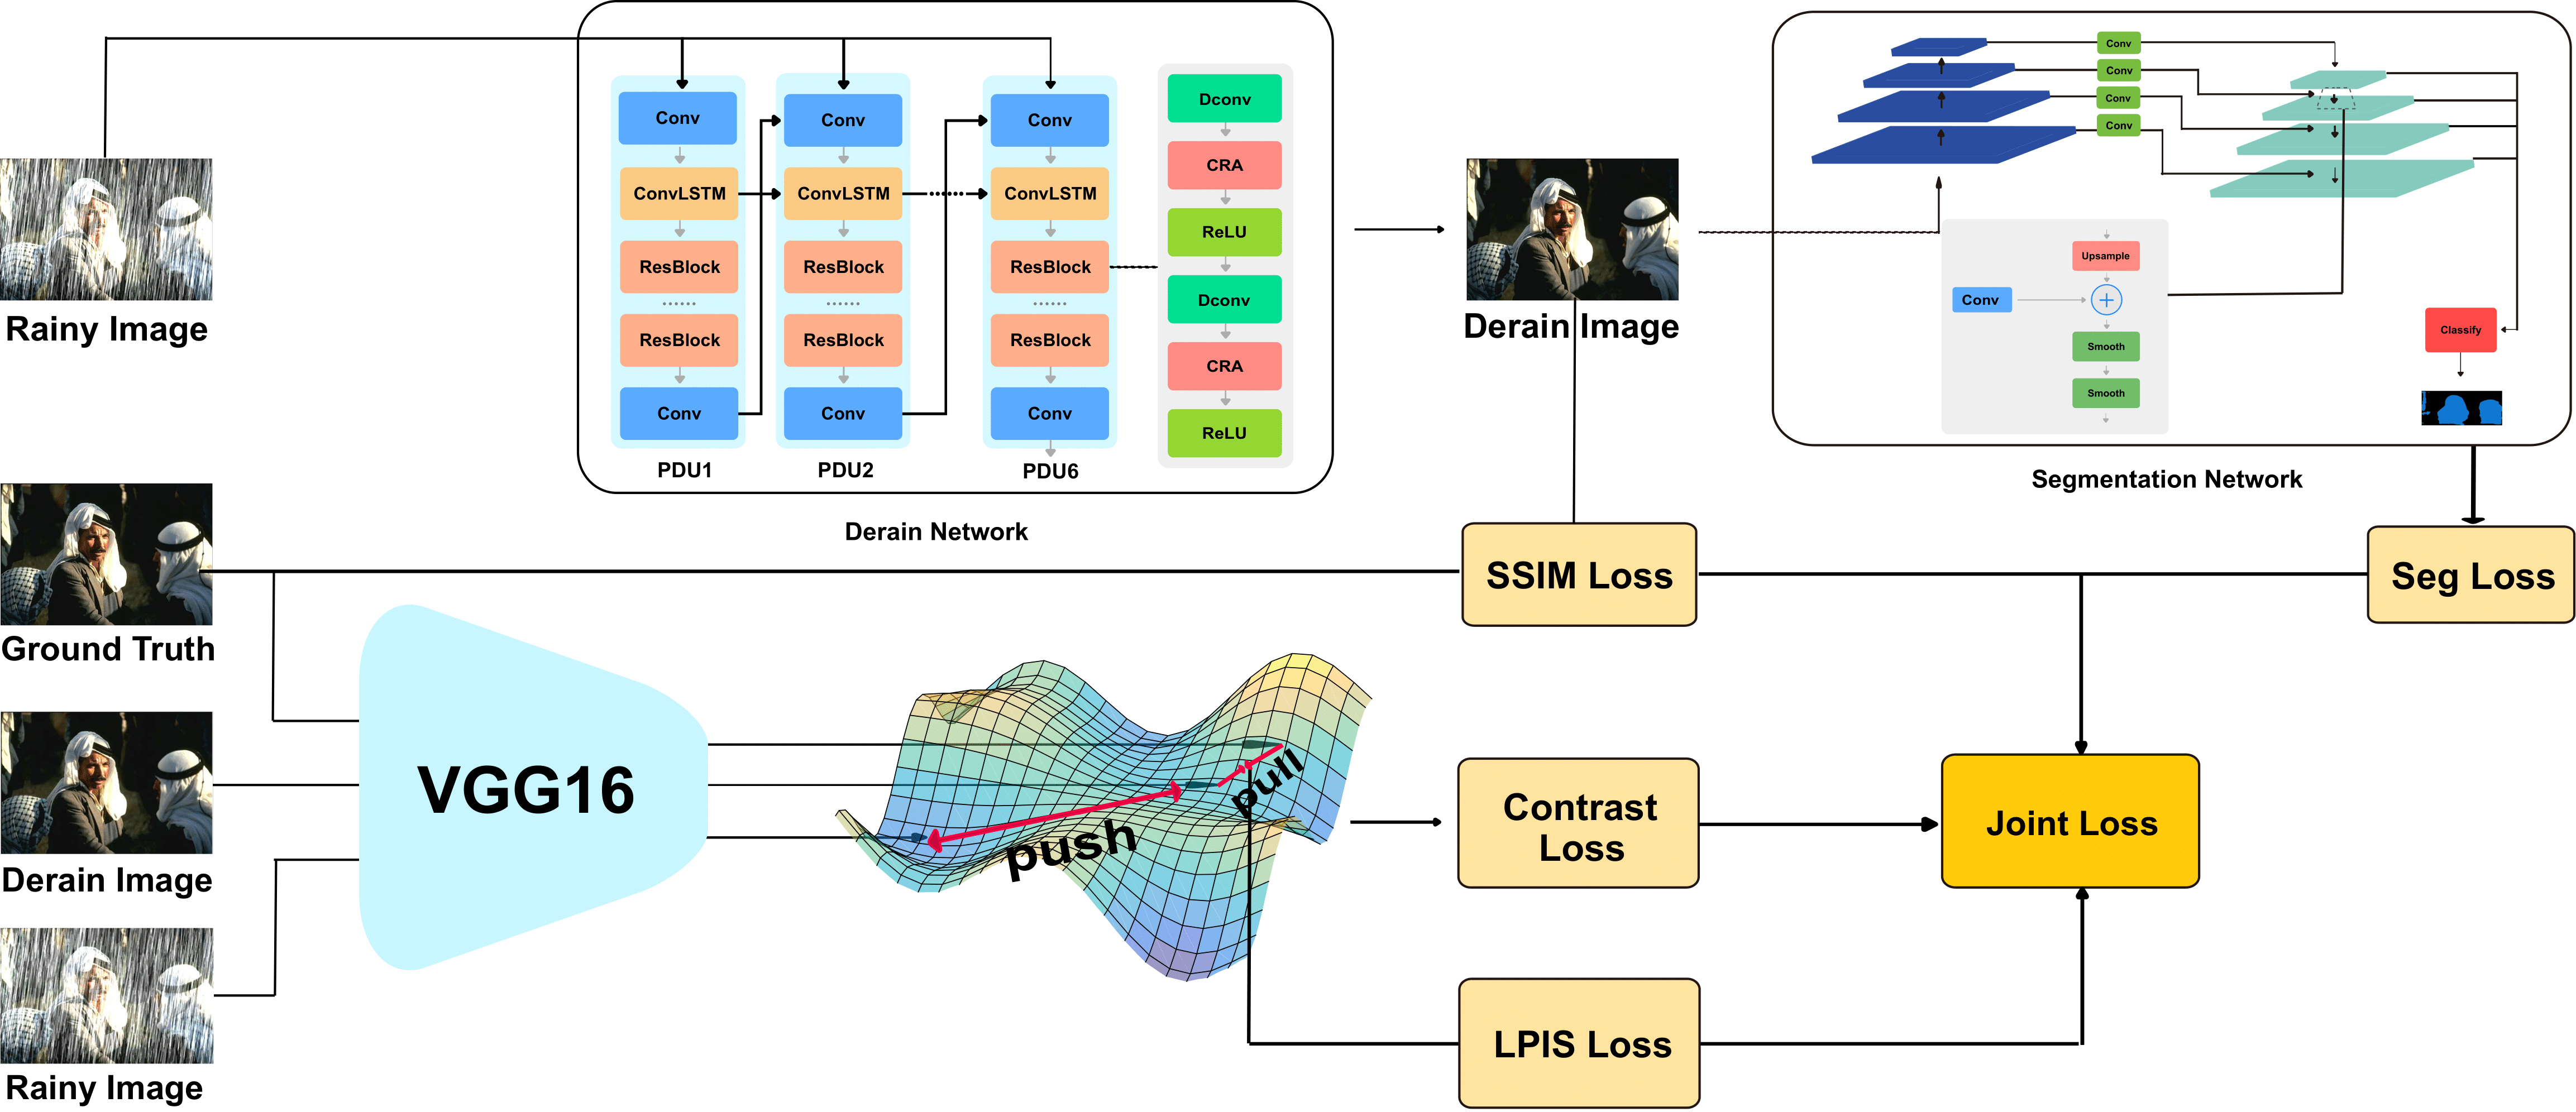 Rainy Image
Conv
ConvLSTM
ResBlock
......
ResBlock
Conv
PDU1
Conv
ConvLSTM
ResBlock
......
ResBlock
Conv
PDU2
Conv
ConvLSTM
ResBlock
......
ResBlock
Conv
PDU6
Dconv
CRA
ReLU
Dconv
CRA
ReLU
Derain Network
Derain Image
Conv
Conv
Conv
Conv
Upsample
Conv
+
Smooth
Smooth
Classify
Segmentation Network
Ground Truth
Derain Image
Rainy Image
VGG16
pull
push
SSIM Loss
Seg Loss
Contrast
Loss
Joint Loss
LPIS Loss